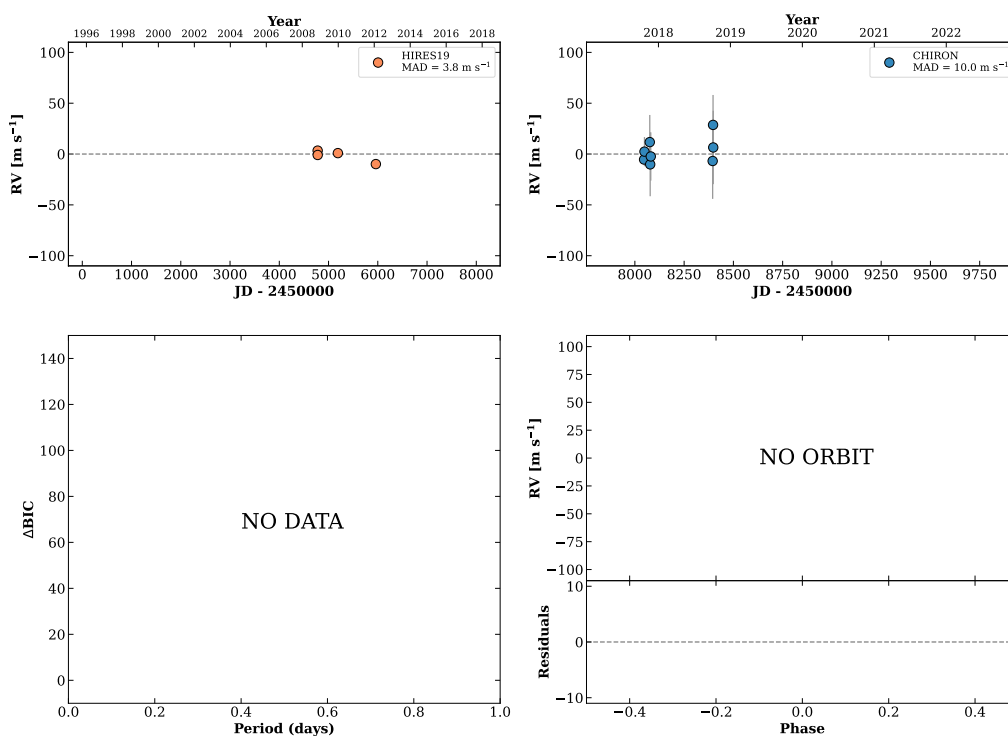 Year
1996 1998 2000 2002 2004 2006 2008 2010 2012 2014 2016 2018
HIRES19
MAD = 3.8 m s⁻¹
100
50
0
−50
−100
RV [m s⁻¹]
0 1000 2000 3000 4000 5000 6000 7000 8000
JD - 2450000
Year
2018 2019 2020 2021 2022
CHIRON
MAD = 10.0 m s⁻¹
100
50
0
−50
−100
RV [m s⁻¹]
8000 8250 8500 8750 9000 9250 9500 9750
JD - 2450000
140
120
100
80
60
40
20
0
ΔBIC
NO DATA
0.0 0.2 0.4 0.6 0.8 1.0
Period (days)
100
75
50
25
0
−25
−50
−75
−100
RV [m s⁻¹]
NO ORBIT
10
0
−10
Residuals
−0.4 −0.2 0.0 0.2 0.4
Phase